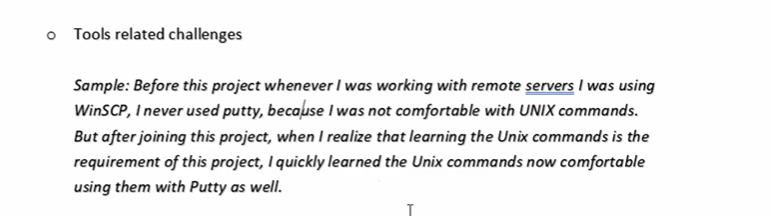 o Tools related challenges
Sample: Before this project whenever I was working with remote servers I was using
WinSCP, I never used putty, because I was not comfortable with UNIX commands.
But after joining this project, when I realize that learning the Unix commands is the
requirement of this project, I quickly learned the Unix commands now comfortable
using them with Putty as well.